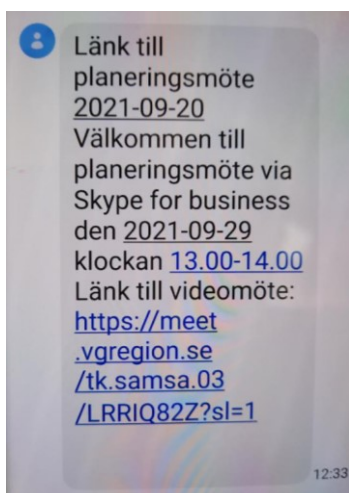 Länk till
planeringsmöte
2021-09-20
Välkommen till
planeringsmöte via
Skype for business
den 2021-09-29
klockan 13.00-14.00
Länk till videomöte:
https://meet
.vgregion.se
/tk.samsa.03
/LRRIQ82Z?sl=1
12:33